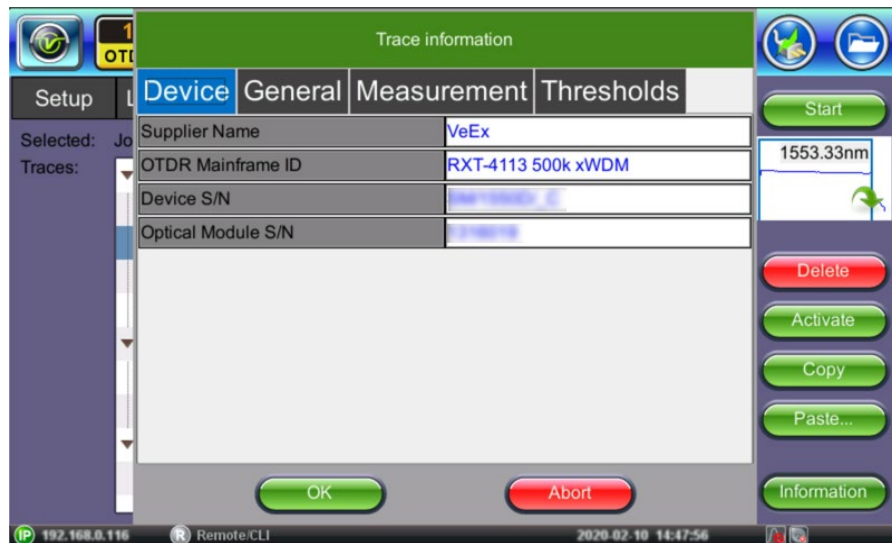 1
OTD
Trace information
Setup
L
Device
General
Measurement
Thresholds
Start
Selected:
Jo
Supplier Name
VeEx
Traces:
OTDR Mainframe ID
RXT-4113 500k xWDM
1553.33nm
Device S/N
Optical Module S/N
Delete
Activate
Copy
Paste...
OK
Abort
Information
IP 192.168.0.116
R Remote/CLI
2020-02-10 14:47:56